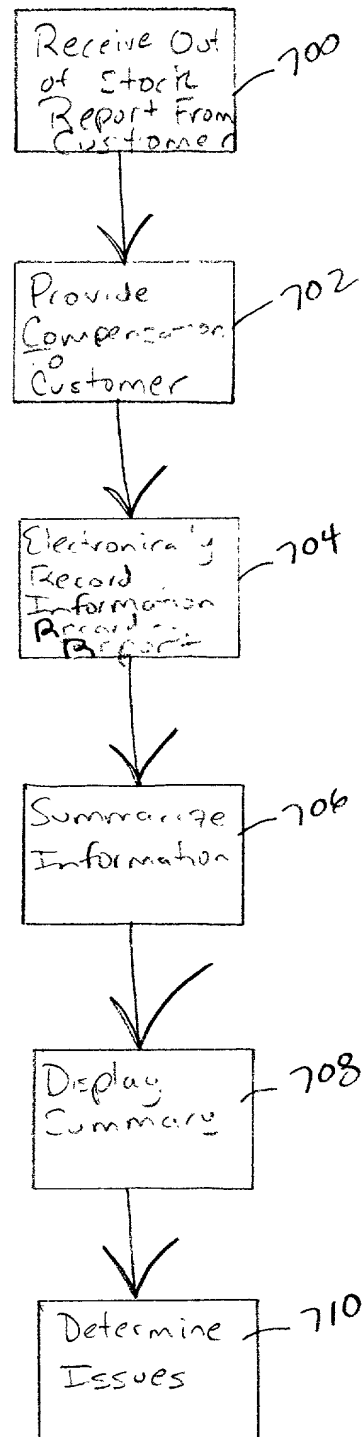 Receive Out
of Stock
Report From
Customer
700
Provide
Compensation
To
Customer
702
Electronically
Record
Information
Report
704
Summarize
Information
706
Display
Summary
708
Determine
Issues
710